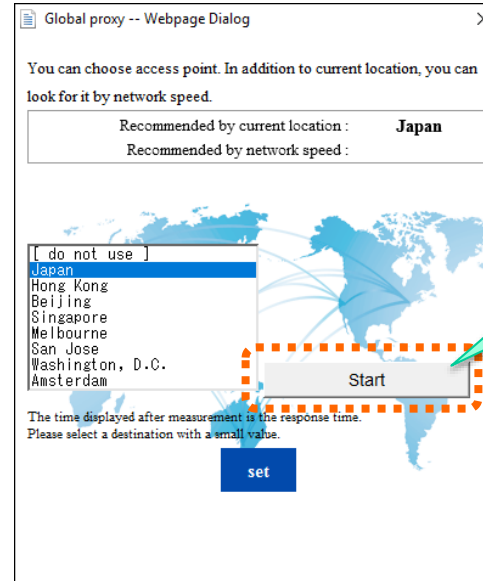 Global proxy -- Webpage Dialog
You can choose access point. In addition to current location, you can
look for it by network speed.
Recommended by current location : Japan
Recommended by network speed :
[ do not use ]
Japan
Hong Kong
Beijing
Singapore
Melbourne
San Jose
Washington, D.C.
Amsterdam
Start
The time displayed after measurement is the response time.
Please select a destination with a small value.
set